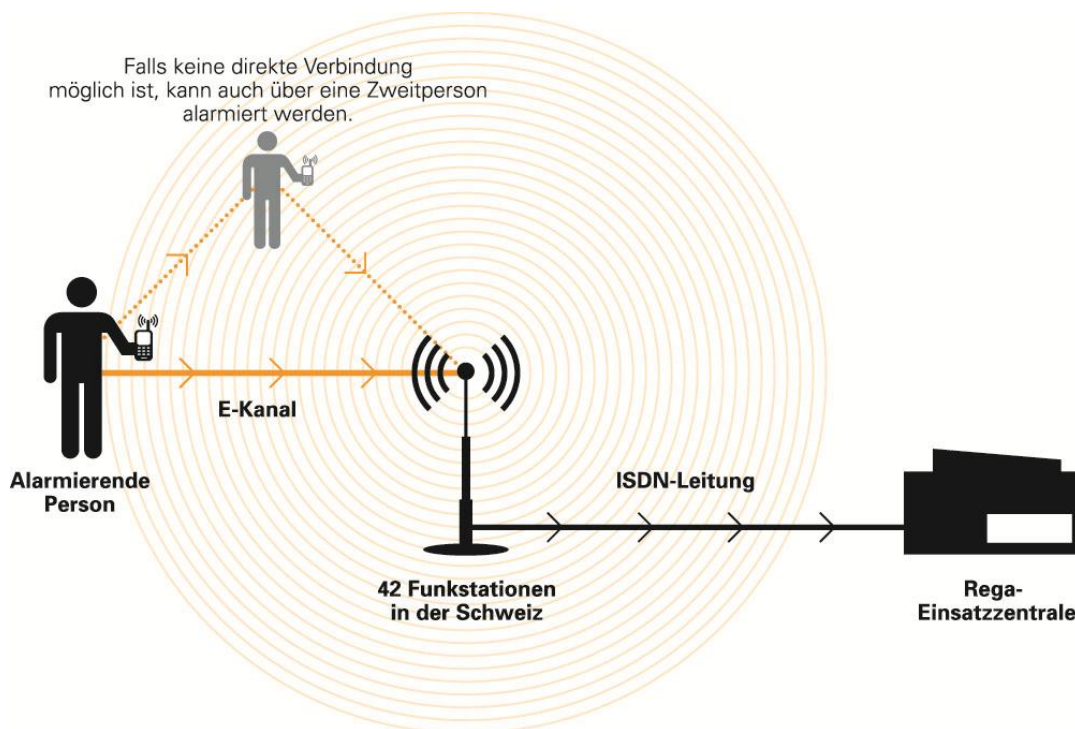 Falls keine direkte Verbindung
möglich ist, kann auch über eine Zweitperson
alarmiert werden.
E-Kanal
Alarmierende
Person
ISDN-Leitung
42 Funkstationen
in der Schweiz
Rega-
Einsatzzentrale